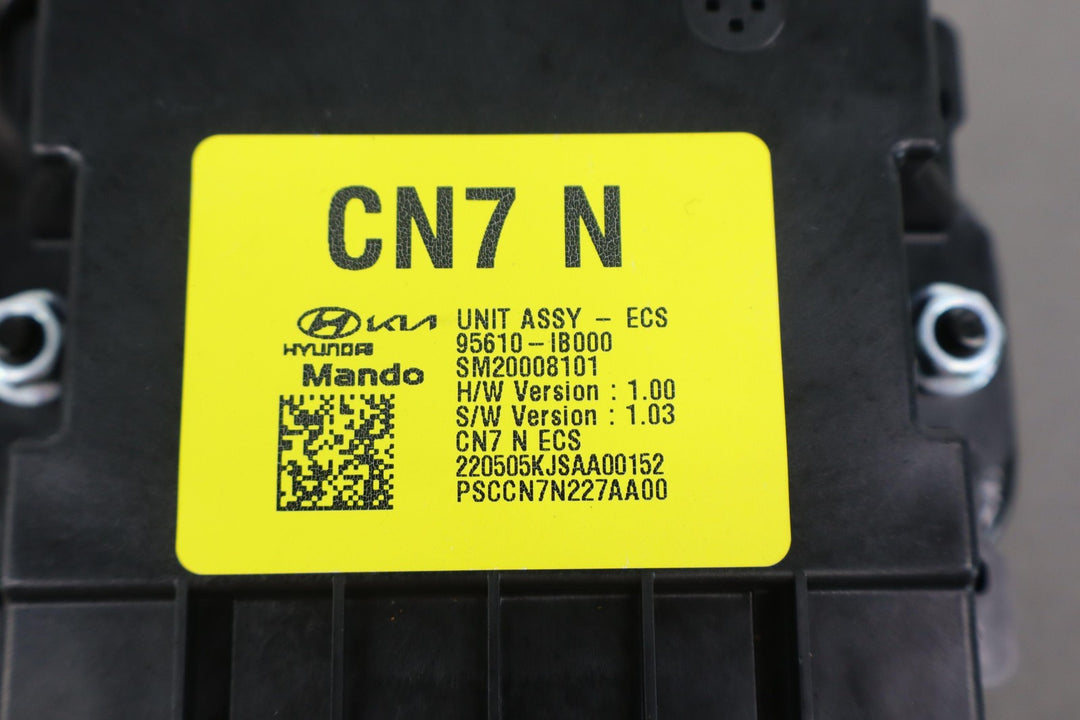 CN7 N
KIA
HYUNDAI
Mando
UNIT ASSY - ECS
95610-IB000
SM20008101
H/W Version : 1.00
S/W Version : 1.03
CN7 N ECS
220505KJSAA00152
PSCCN7N227AA00